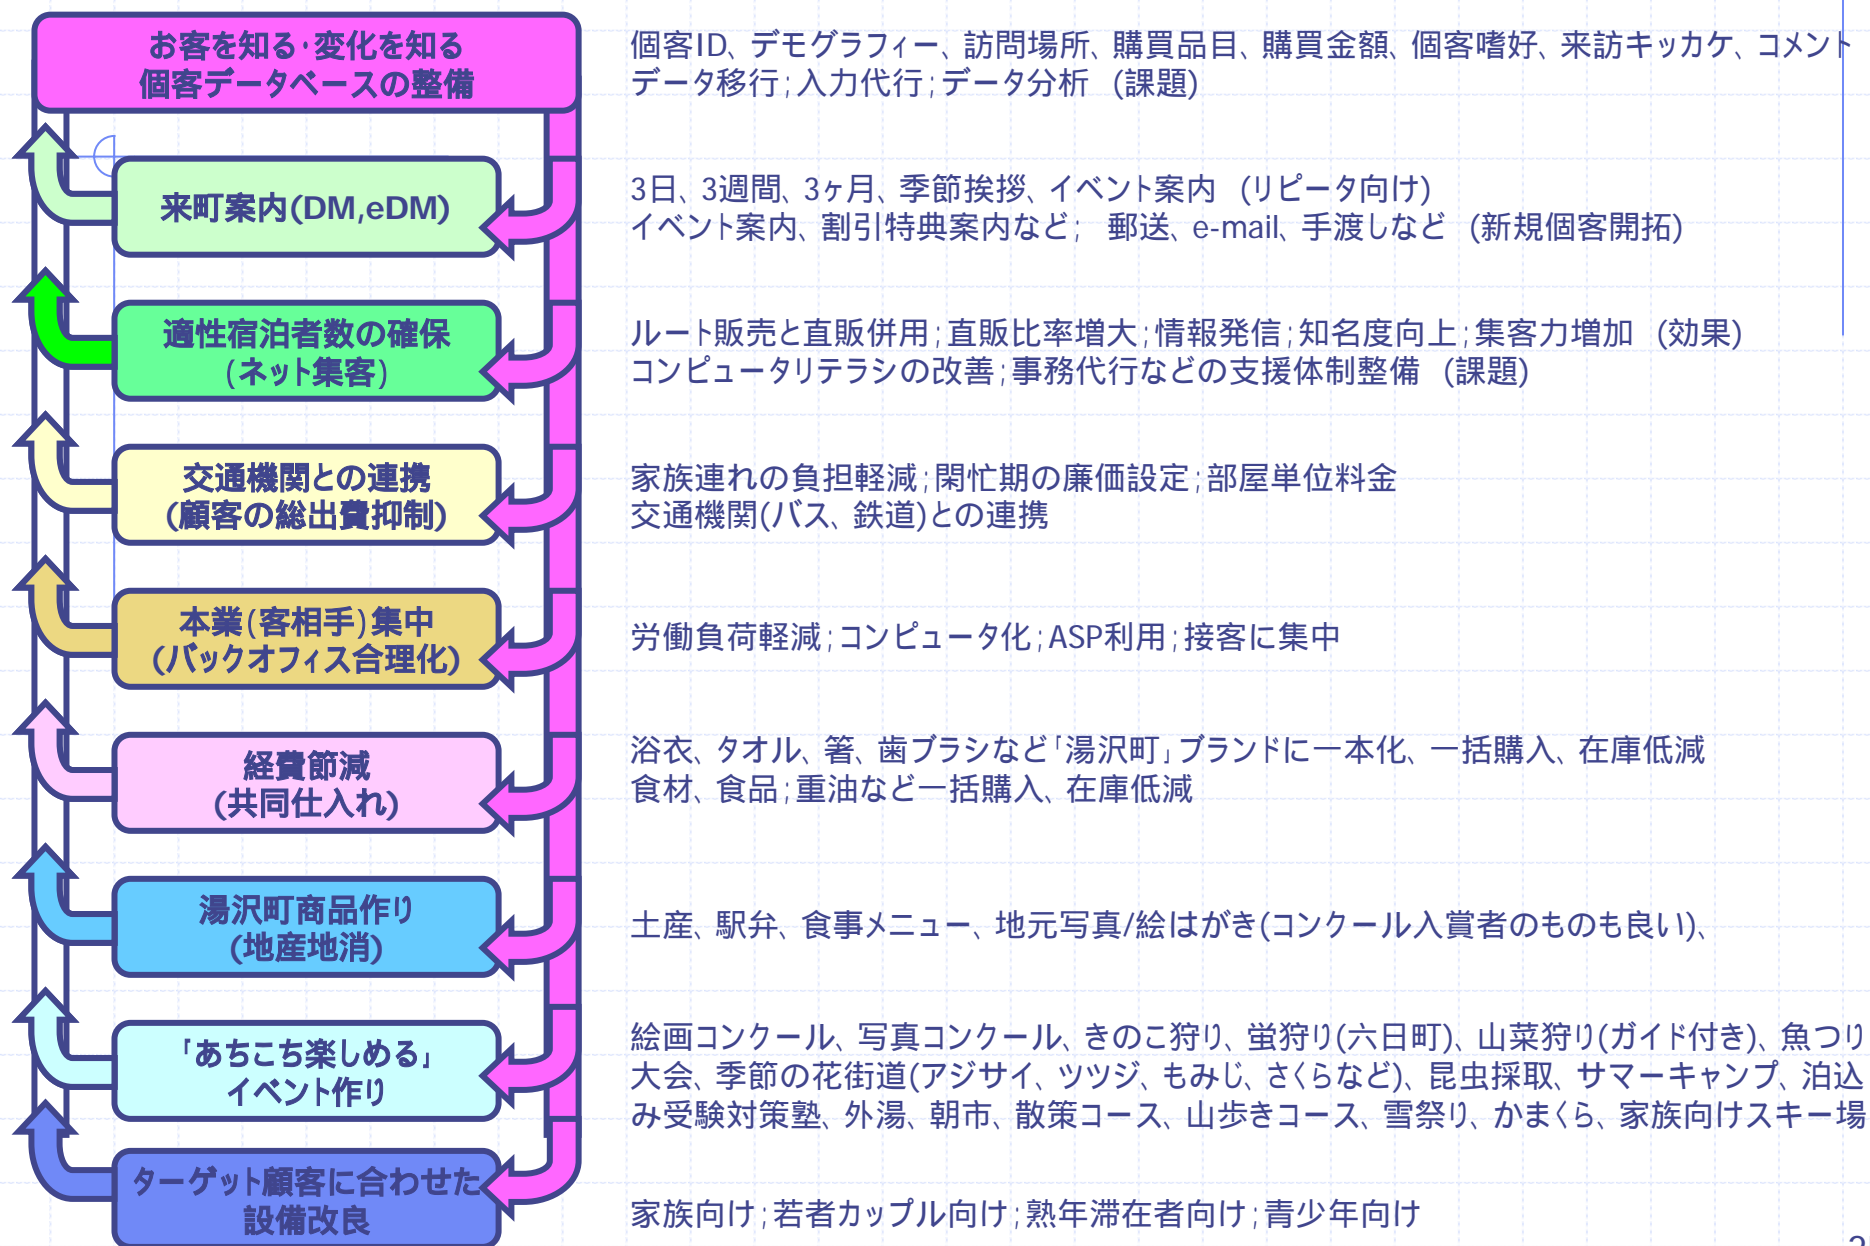 お客を知る・変化を知る
個客データベースの整備
個客ID、デモグラフィー、訪問場所、購買品目、購買金額、個客嗜好、来訪キッカケ、コメント
データ移行;入力代行;データ分析 (課題)
来町案内(DM,eDM)
3日、3週間、3ヶ月、季節挨拶、イベント案内 (リピータ向け)
イベント案内、割引特典案内など; 郵送、e-mail、手渡しなど (新規個客開拓)
適性宿泊者数の確保
(ネット集客)
ルート販売と直販併用;直販比率増大;情報発信;知名度向上;集客力増加 (効果)
コンピュータリテラシの改善;事務代行などの支援体制整備 (課題)
交通機関との連携
(顧客の総出費抑制)
家族連れの負担軽減;閑忙期の廉価設定;部屋単位料金
交通機関(バス、鉄道)との連携
本業(客相手)集中
(バックオフィス合理化)
労働負荷軽減;コンピュータ化;ASP利用;接客に集中
経費節減
(共同仕入れ)
浴衣、タオル、箸、歯ブラシなど「湯沢町」ブランドに一本化、一括購入、在庫低減
食材、食品;重油など一括購入、在庫低減
湯沢町商品作り
(地産地消)
土産、駅弁、食事メニュー、地元写真/絵はがき(コンクール入賞者のものも良い)、
「あちこち楽しめる」
イベント作り
絵画コンクール、写真コンクール、きのこ狩り、蛍狩り(六日町)、山菜狩り(ガイド付き)、魚つり
大会、季節の花街道(アジサイ、ツツジ、もみじ、さくらなど)、昆虫採取、サマーキャンプ、泊込
み受験対策塾、外湯、朝市、散策コース、山歩きコース、雪祭り、かまくら、家族向けスキー場
ターゲット顧客に合わせた
設備改良
家族向け;若者カップル向け;熟年滞在者向け;青少年向け